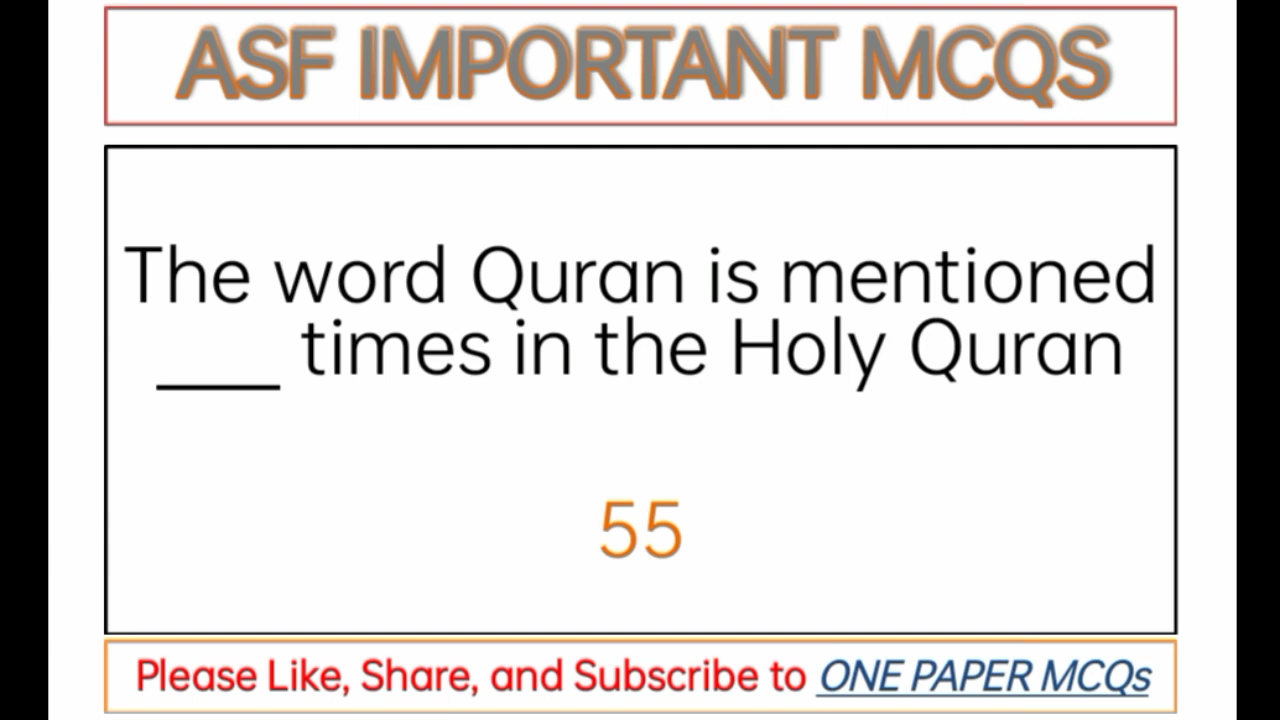 ASF IMPORTANT MCQS
The word Quran is mentioned
___ times in the Holy Quran
55
Please Like, Share, and Subscribe to ONE PAPER MCQs